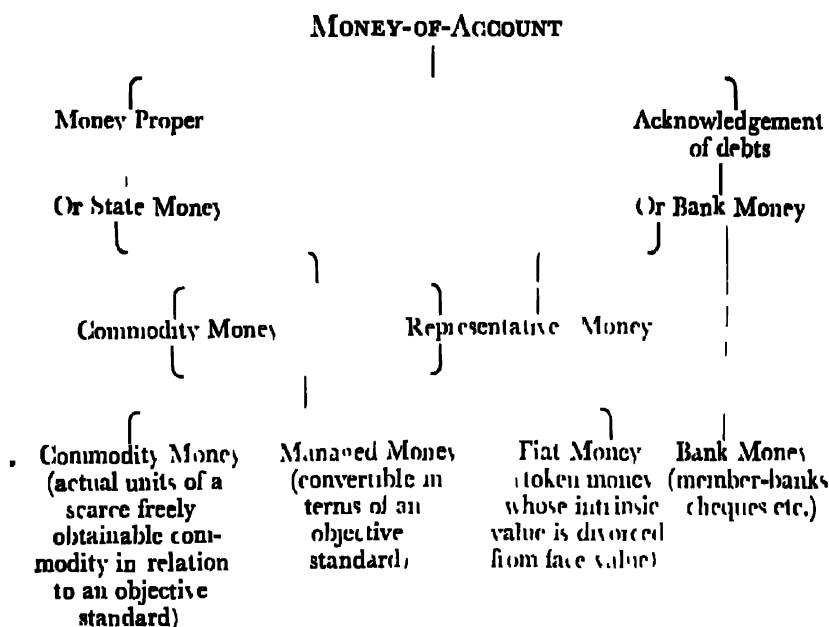 MONEY-OF-ACCOUNT
Money Proper
Acknowledgement
of debts
Or State Money
Or Bank Money
Commodity Money
Representative Money
Commodity Money
(actual units of a
scarce freely
obtainable com-
modity in relation
to an objective
standard)
Managed Money
(convertible in
terms of an
objective
standard)
Fiat Money
(token money
whose intrinsic
value is divorced
from face value)
Bank Money
(member-banks
cheques etc.)